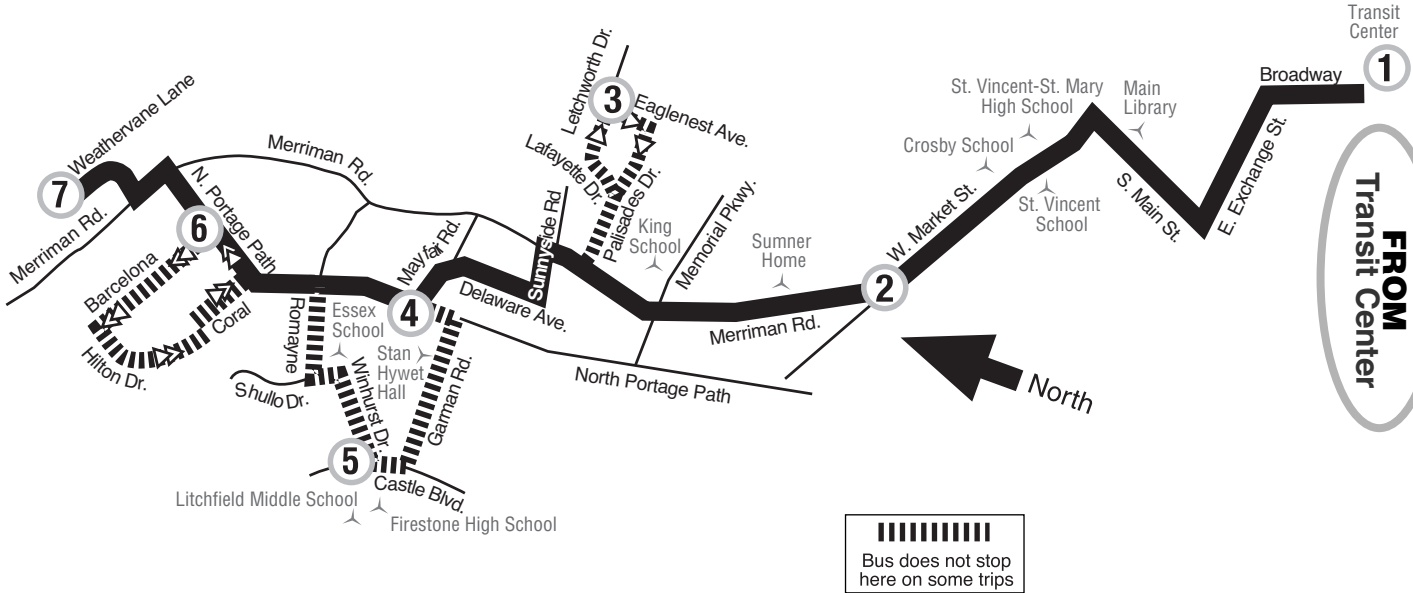 Transit
Center
1
Broadway
E. Exchange St.
S. Main St.
Main
Library
St. Vincent-St. Mary
High School
Crosby School
St. Vincent
School
W. Market St.
2
FROM
Transit Center
North
Sumner
Home
Merriman Rd.
Memorial Pkwy.
King
School
Palisades Dr.
Lafayette Dr.
Letchworth Dr.
3
Eaglenest Ave.
Sunnyside Rd
Delaware Ave.
North Portage Path
Mayfair Rd.
4
Merriman Rd.
Garman Rd.
Stan
Hywet
Hall
Essex
School
Winhurst Dr.
Romayne
Shullo Dr.
5
Castle Blvd.
Litchfield Middle School
Firestone High School
N. Portage Path
6
Barcelona
Hilton Dr.
Coral
Weathervane Lane
7
Merriman Rd.
Bus does not stop
here on some trips